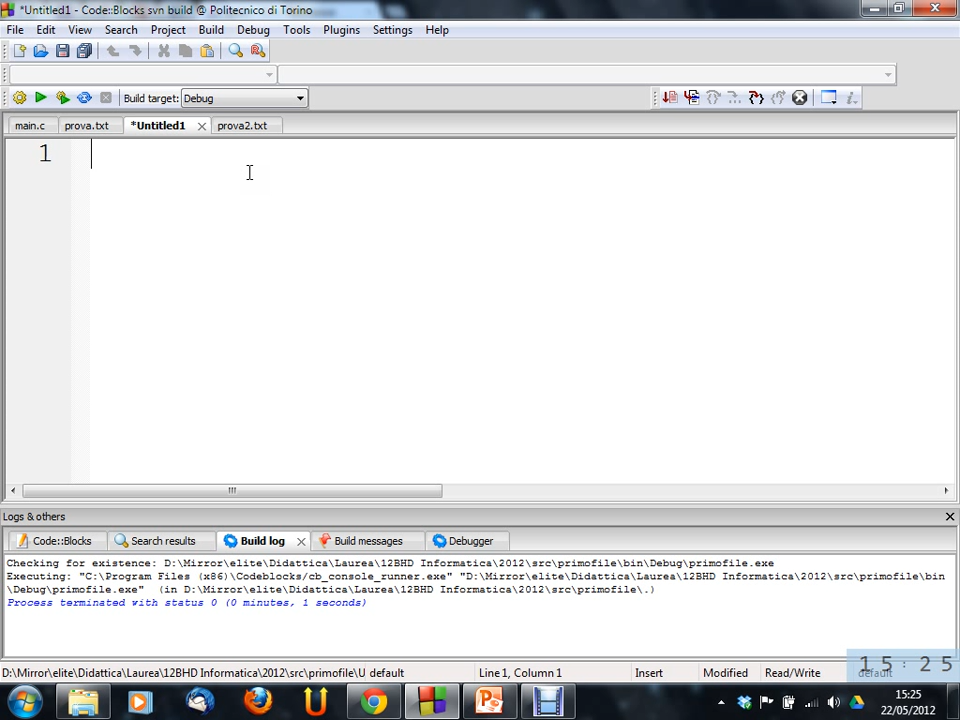 *Untitled1 - Code::Blocks svn build @ Politecnico di Torino
File Edit View Search Project Build Debug Tools Plugins Settings Help
Build target: Debug
main.c prova.txt *Untitled1 prova2.txt
1
Logs & others
Code::Blocks Search results Build log Build messages Debugger
Checking for existence: D:\Mirror\elite\Didattica\Laurea\12BHD Informatica\2012\src\primofile\bin\Debug\primofile.exe
Executing: "C:\Program Files (x86)\Codeblocks/cb_console_runner.exe" "D:\Mirror\elite\Didattica\Laurea\12BHD Informatica\2012\src\primofile\bin
\Debug\primofile.exe"  (in D:\Mirror\elite\Didattica\Laurea\12BHD Informatica\2012\src\primofile\.)
Process terminated with status 0 (0 minutes, 1 seconds)
D:\Mirror\elite\Didattica\Laurea\12BHD Informatica\2012\src\primofile\U default Line 1, Column 1 Insert Modified Read/Write default
15:25
15:25
22/05/2012